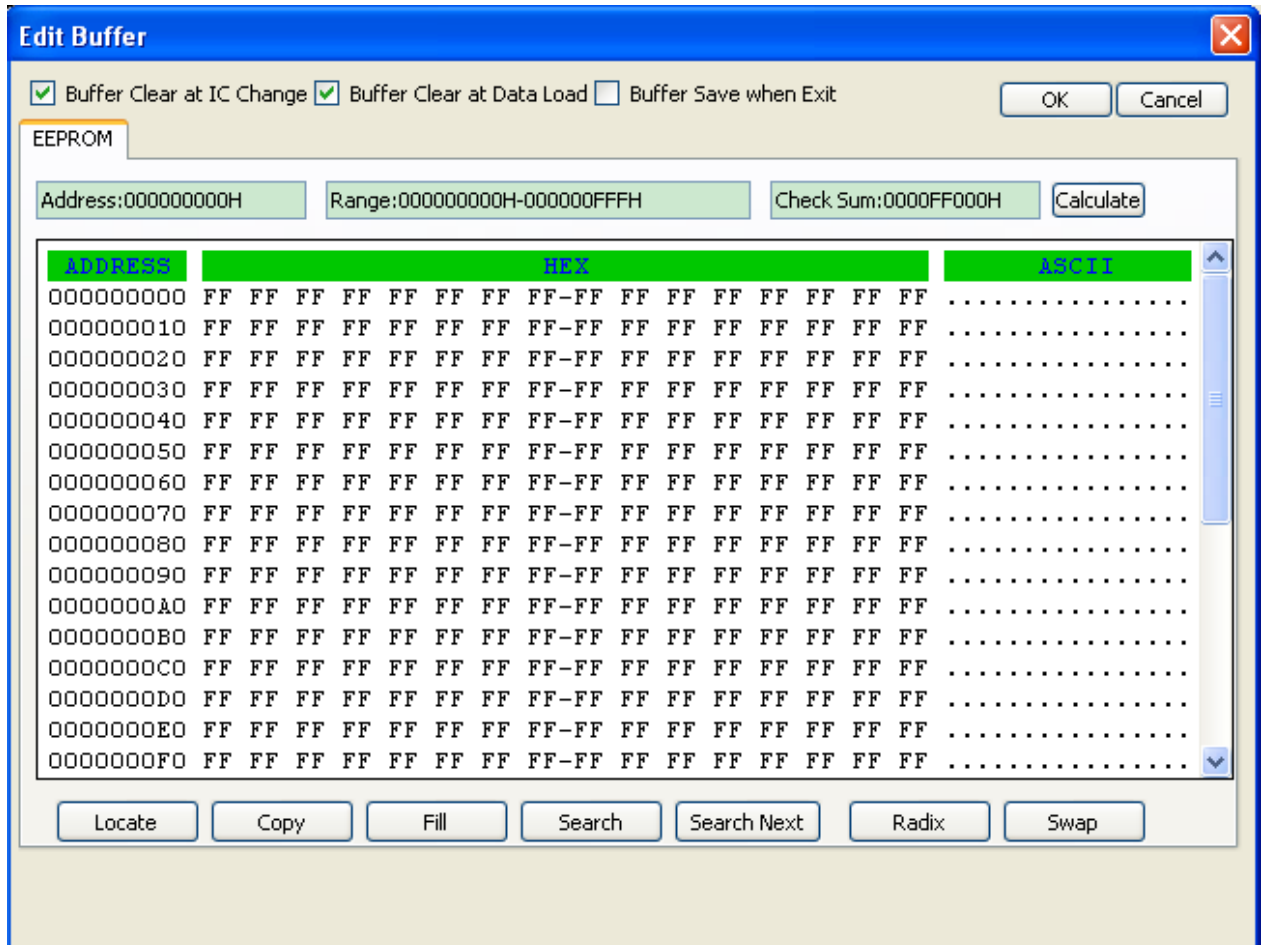 Edit Buffer
Buffer Clear at IC Change Buffer Clear at Data Load Buffer Save when Exit OK Cancel
EEPROM
Address:000000000H Range:000000000H-000000FFFH Check Sum:0000FF000H Calculate
ADDRESS HEX ASCII
000000000 FF FF FF FF FF FF FF FF-FF FF FF FF FF FF FF FF ................
000000010 FF FF FF FF FF FF FF FF-FF FF FF FF FF FF FF FF ................
000000020 FF FF FF FF FF FF FF FF-FF FF FF FF FF FF FF FF ................
000000030 FF FF FF FF FF FF FF FF-FF FF FF FF FF FF FF FF ................
000000040 FF FF FF FF FF FF FF FF-FF FF FF FF FF FF FF FF ................
000000050 FF FF FF FF FF FF FF FF-FF FF FF FF FF FF FF FF ................
000000060 FF FF FF FF FF FF FF FF-FF FF FF FF FF FF FF FF ................
000000070 FF FF FF FF FF FF FF FF-FF FF FF FF FF FF FF FF ................
000000080 FF FF FF FF FF FF FF FF-FF FF FF FF FF FF FF FF ................
000000090 FF FF FF FF FF FF FF FF-FF FF FF FF FF FF FF FF ................
0000000A0 FF FF FF FF FF FF FF FF-FF FF FF FF FF FF FF FF ................
0000000B0 FF FF FF FF FF FF FF FF-FF FF FF FF FF FF FF FF ................
0000000C0 FF FF FF FF FF FF FF FF-FF FF FF FF FF FF FF FF ................
0000000D0 FF FF FF FF FF FF FF FF-FF FF FF FF FF FF FF FF ................
0000000E0 FF FF FF FF FF FF FF FF-FF FF FF FF FF FF FF FF ................
0000000F0 FF FF FF FF FF FF FF FF-FF FF FF FF FF FF FF FF ................
Locate Copy Fill Search Search Next Radix Swap